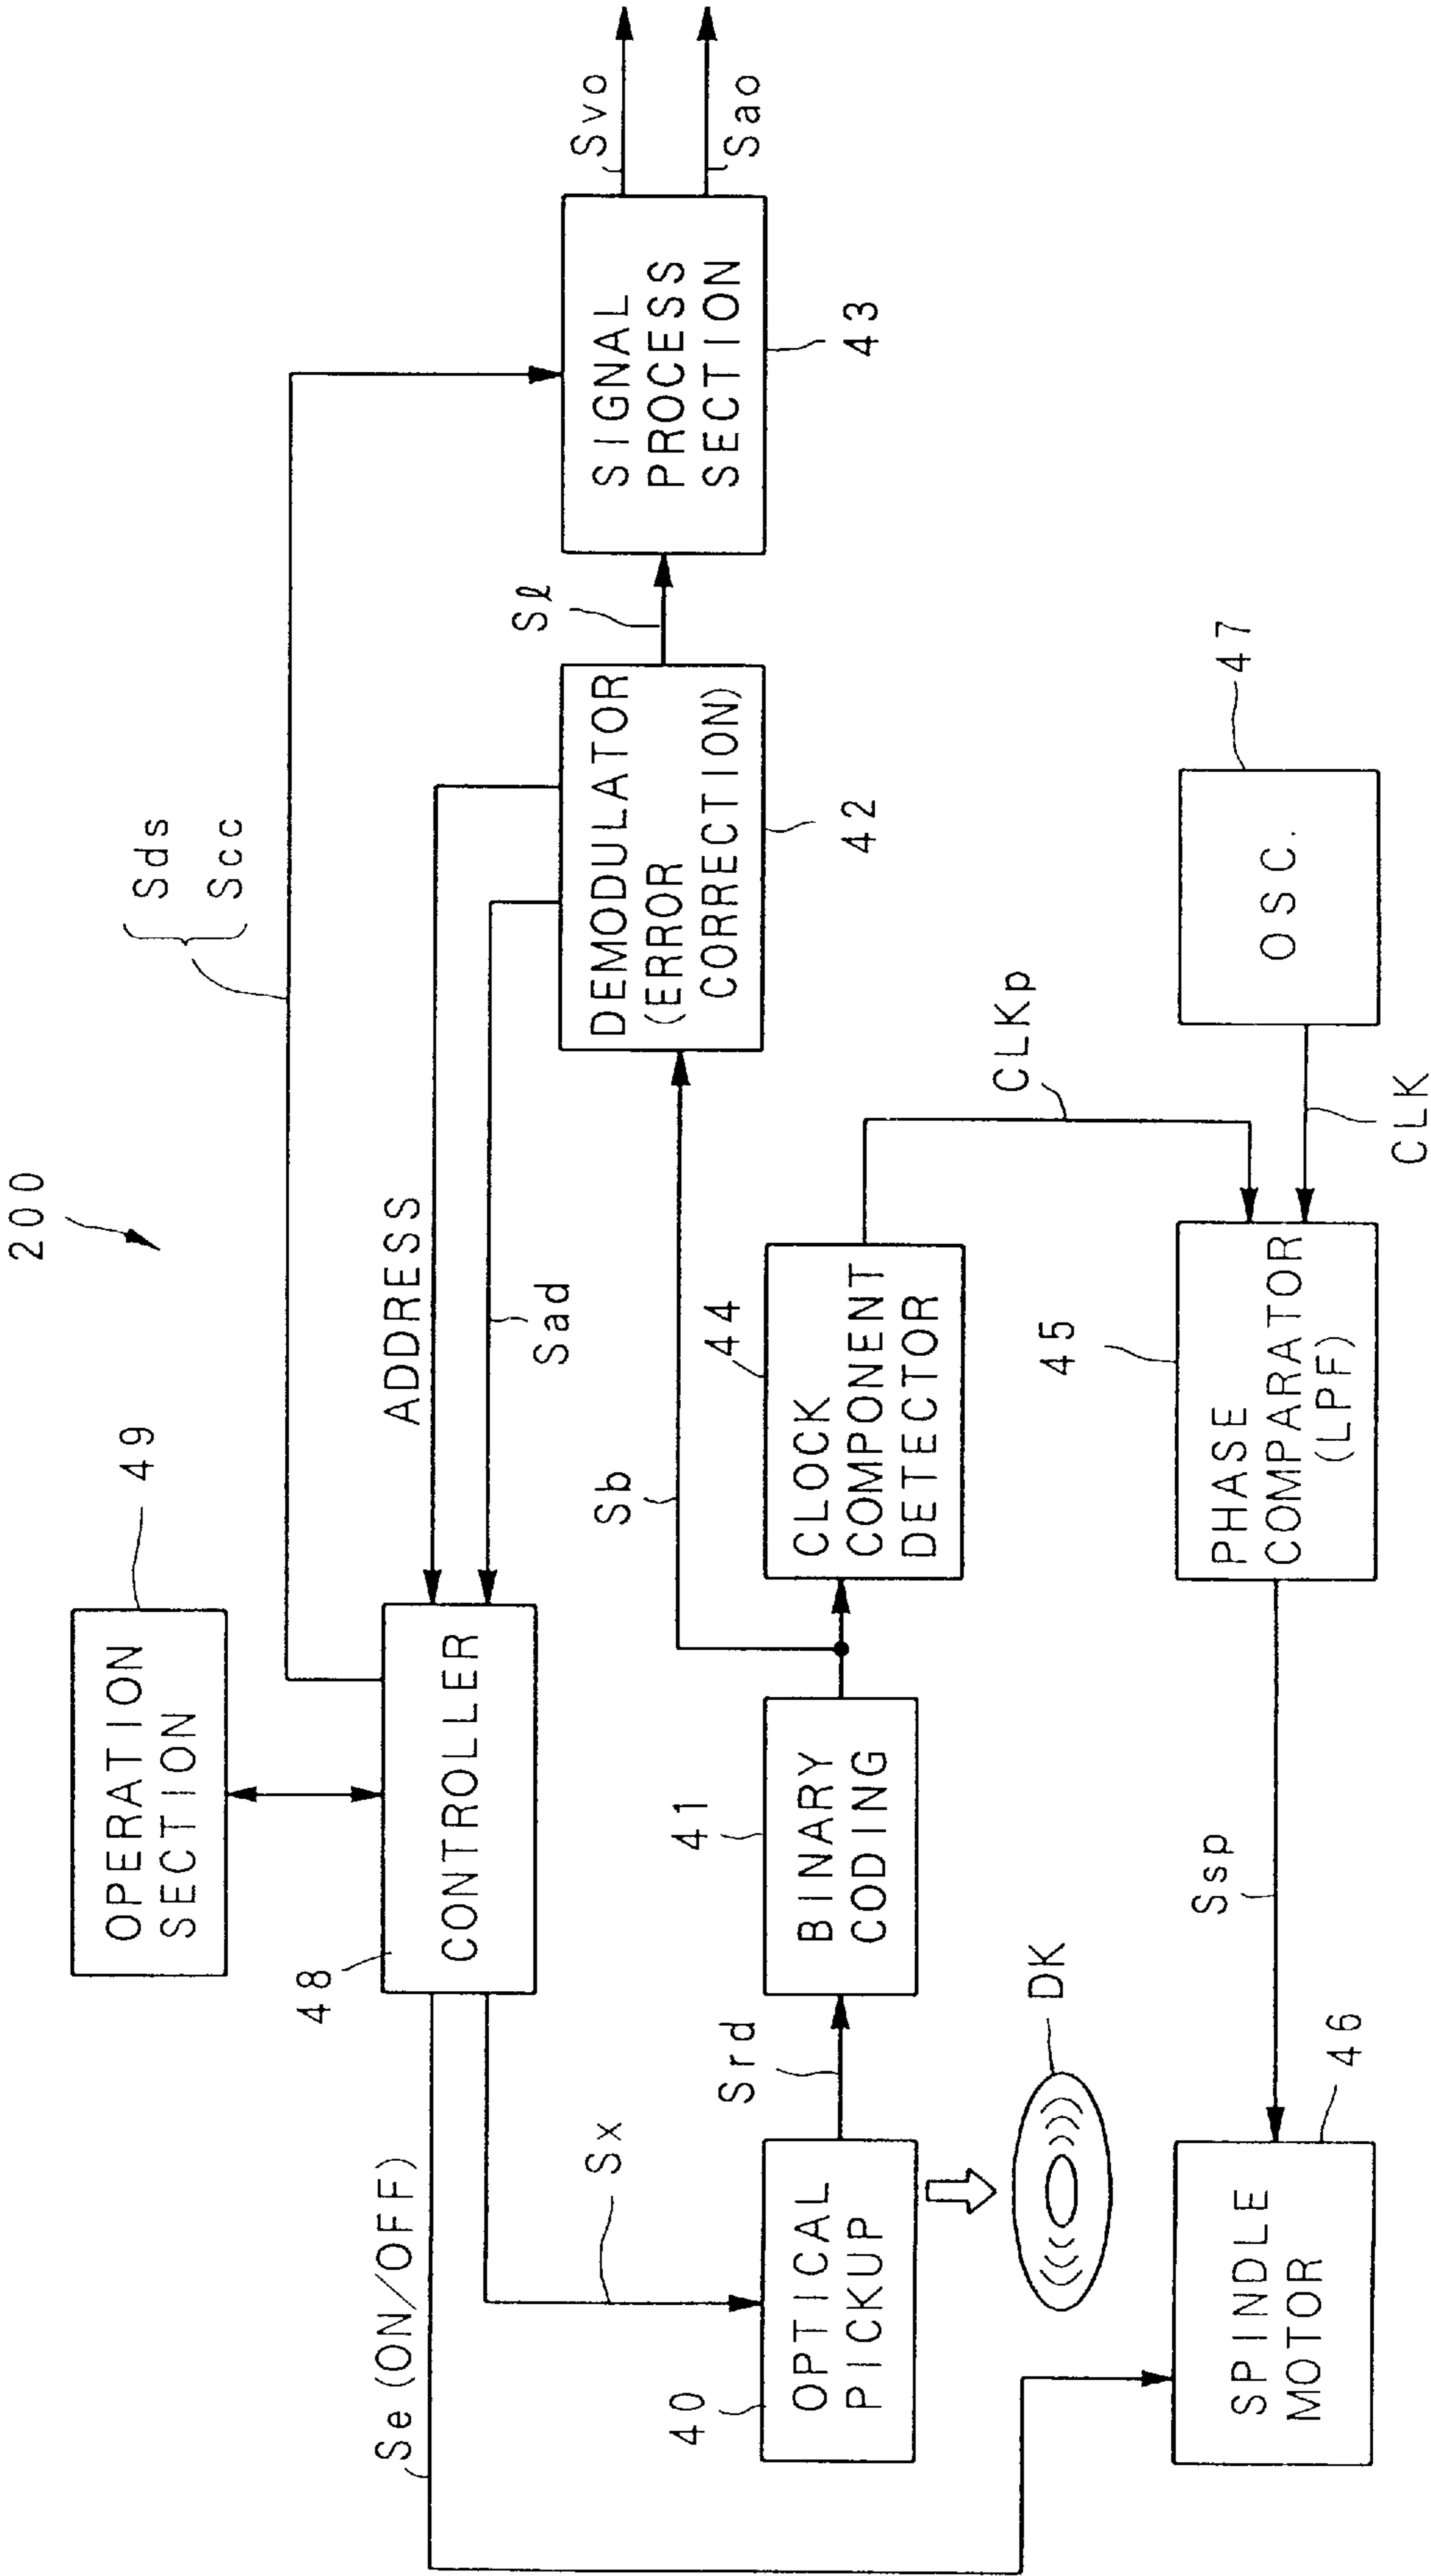 200
OPERATION
SECTION
49
Sds
Scc
CONTROLLER
48
ADDRESS
Sad
Se (ON/OFF)
Sx
OPTICAL
PICKUP
40
Srd
BINARY
CODING
41
Sb
DEMODULATOR
(ERROR
CORRECTION)
42
Sℓ
SIGNAL
PROCESS
SECTION
43
Svo
Sao
CLOCK
COMPONENT
DETECTOR
44
CLKp
DK
SPINDLE
MOTOR
46
Ssp
PHASE
COMPARATOR
(LPF)
45
CLK
OSC.
47